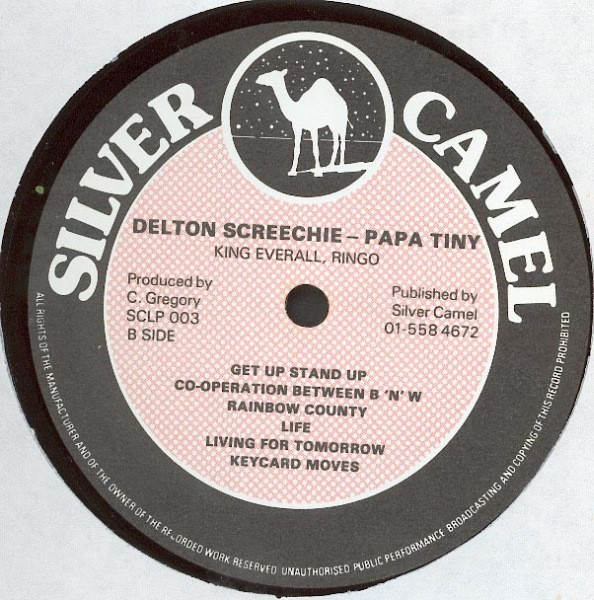 SILVER CAMEL
DELTON SCREECHIE – PAPA TINY
KING EVERALL, RINGO
Produced by
C. Gregory
SCLP 003
B SIDE
Published by
Silver Camel
01-558 4672
GET UP STAND UP
CO-OPERATION BETWEEN B 'N' W
RAINBOW COUNTY
LIFE
LIVING FOR TOMORROW
KEYCARD MOVES
ALL RIGHTS OF THE MANUFACTURER AND OF THE OWNER OF THE RECORDED WORK RESERVED UNAUTHORISED PUBLIC PERFORMANCE BROADCASTING AND COPYING OF THIS RECORD PROHIBITED